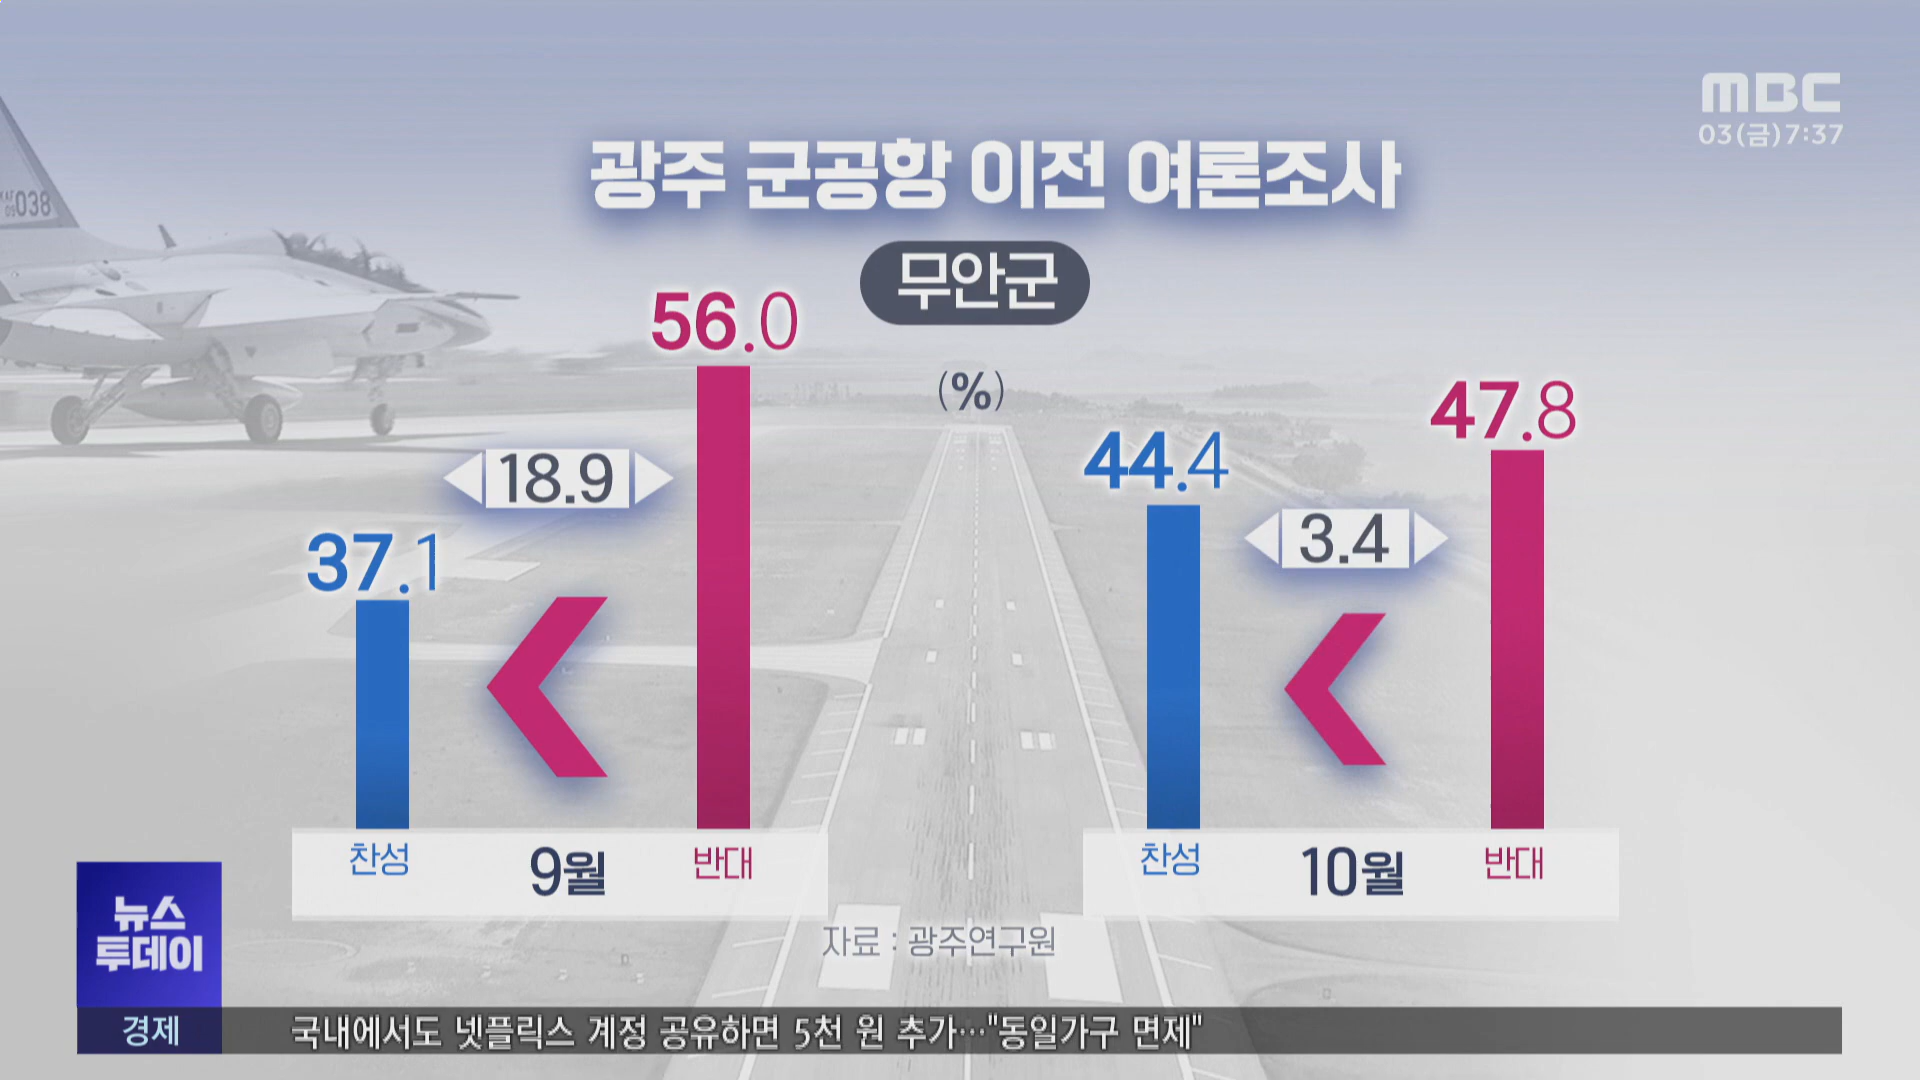 MBC
03(금)7:37
광주 군공항 이전 여론조사
무안군
(%)
37.1
18.9
56.0
찬성
9월
반대
44.4
3.4
47.8
찬성
10월
반대
자료 : 광주연구원
038
뉴스
투데이
경제
국내에서도 넷플릭스 계정 공유하면 5천 원 추가…"동일가구 면제"